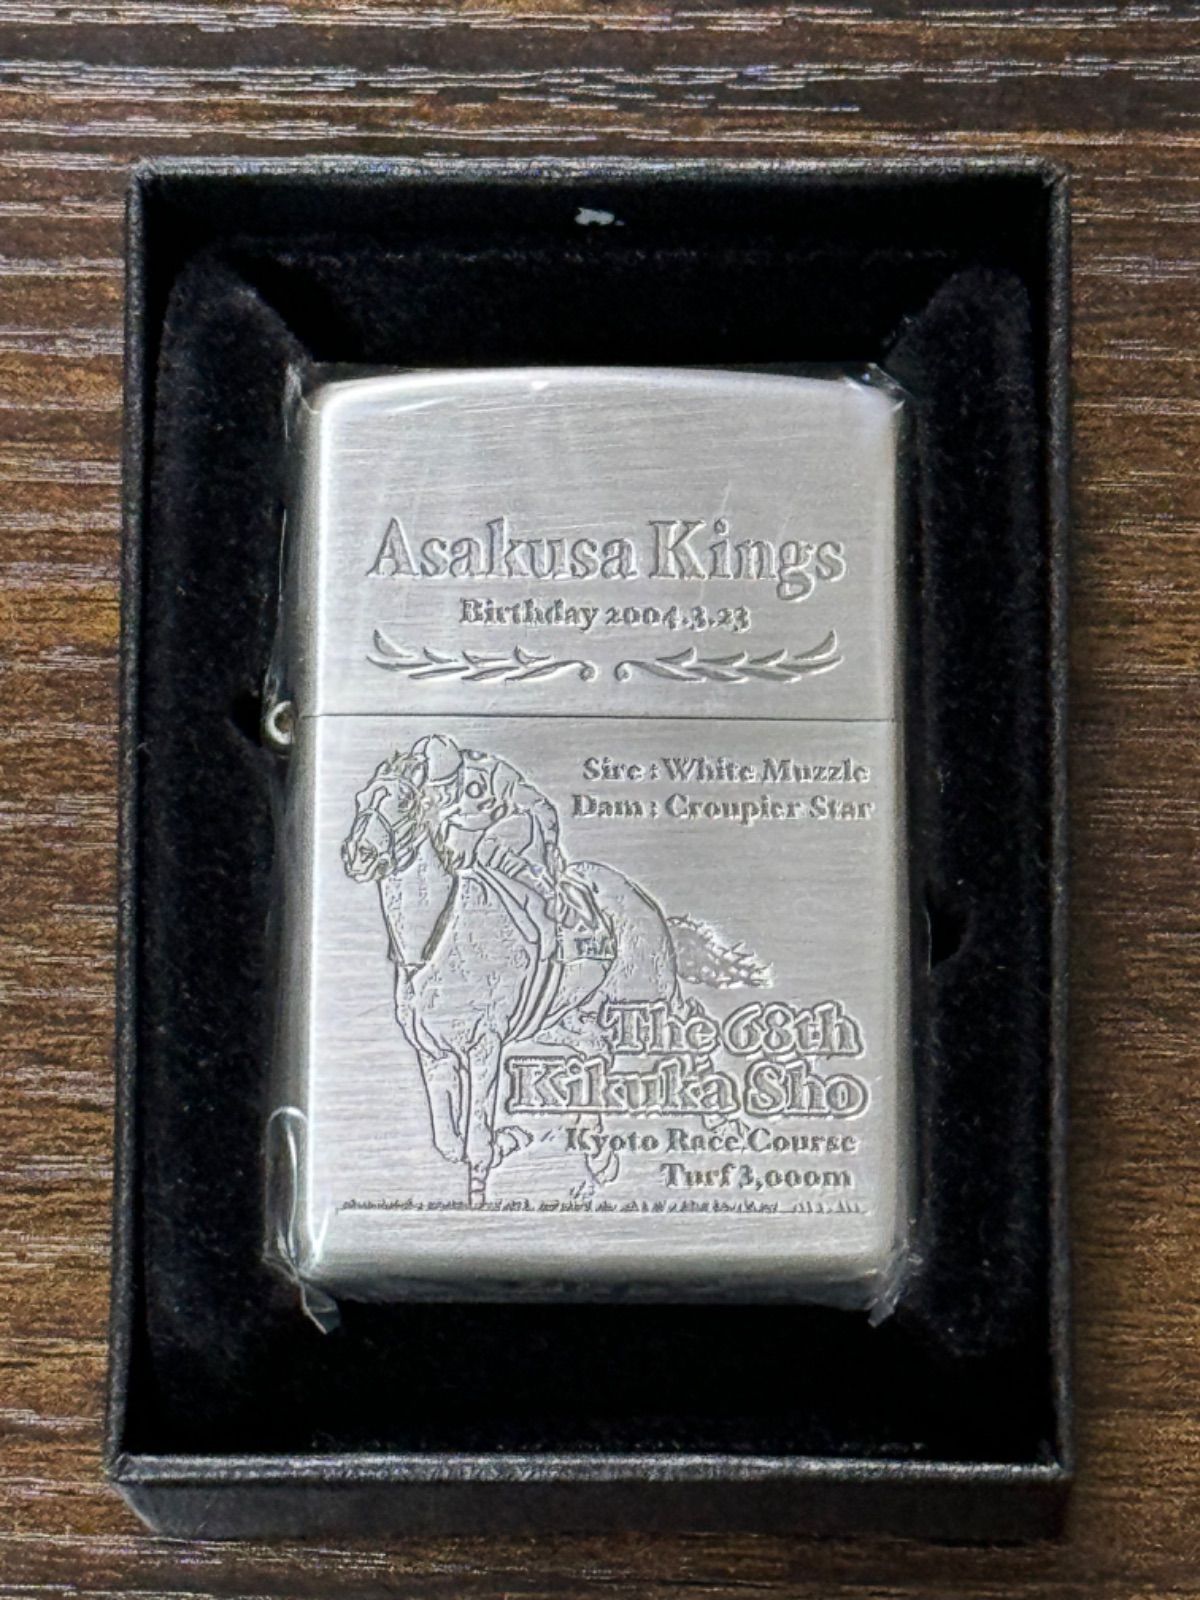 Asakusa Kings
Birthday 2004.3.23
Sire : White Muzzle
Dam : Croupier Star
The 68th
Kikuka Sho
Kyoto Race Course
Turf 3,000m